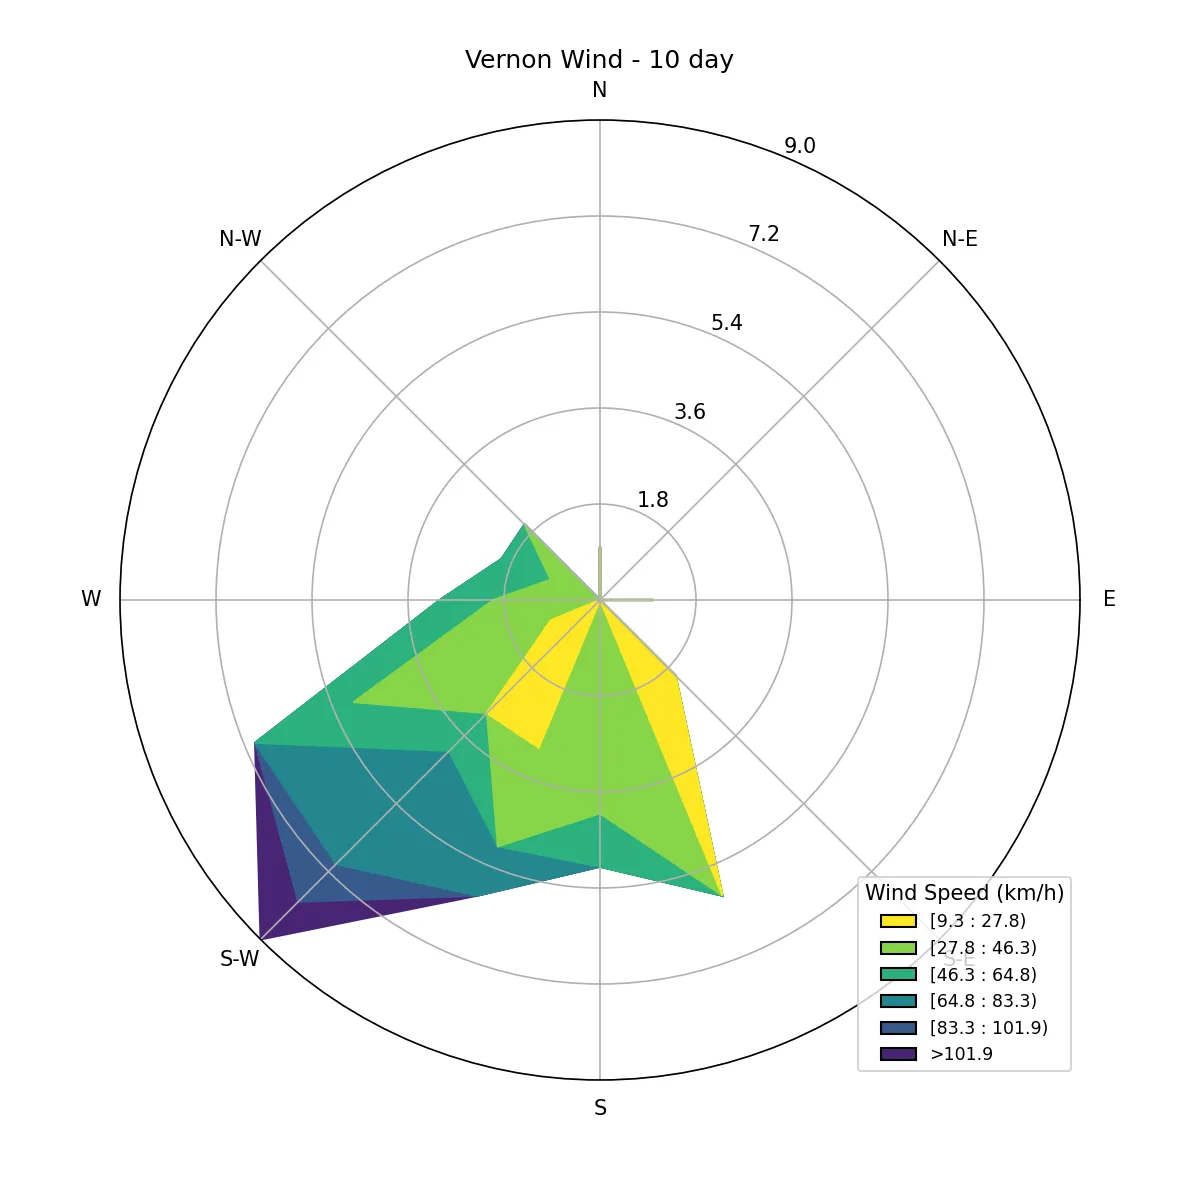 Vernon Wind - 10 day
N
9.0
N-W
N-E
7.2
5.4
3.6
1.8
W
E
S-W
S-E
S
Wind Speed (km/h)
[9.3 : 27.8)
[27.8 : 46.3)
[46.3 : 64.8)
[64.8 : 83.3)
[83.3 : 101.9)
>101.9